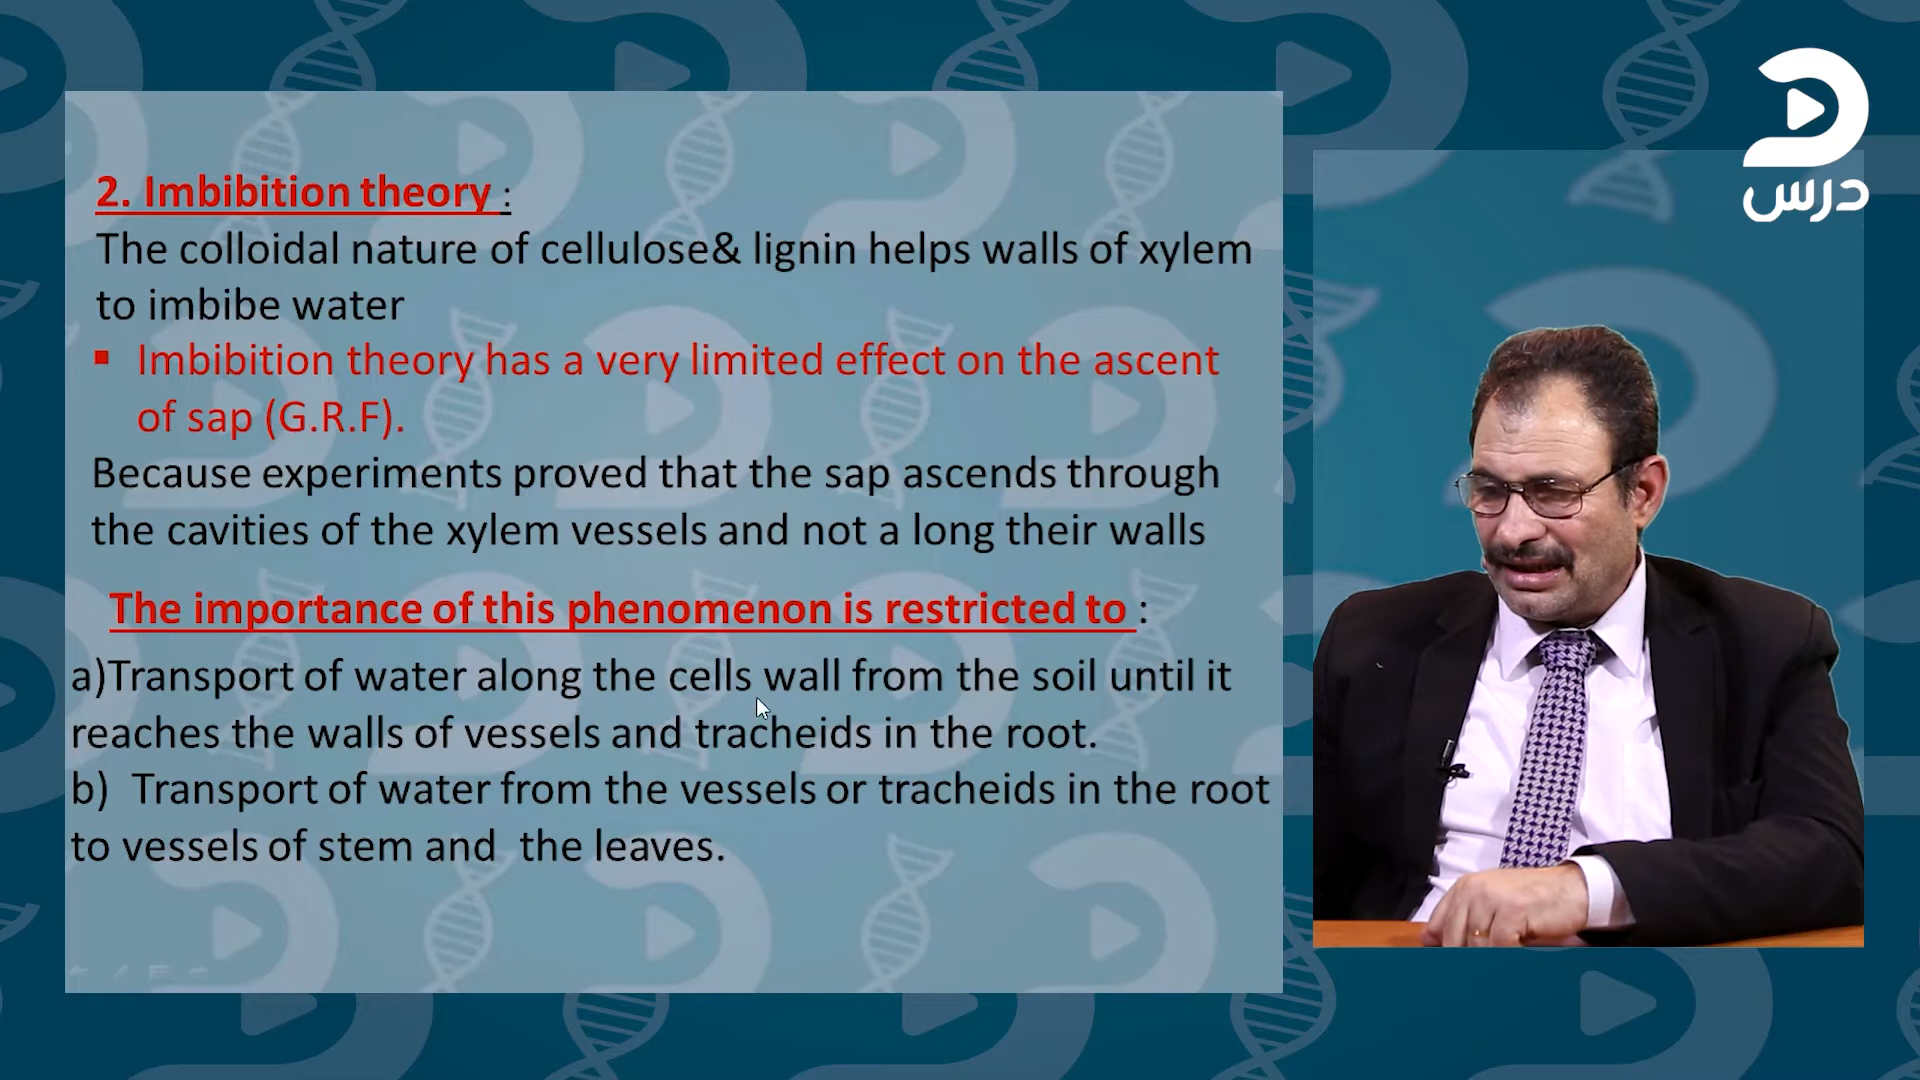 2. Imbibition theory :
The colloidal nature of cellulose& lignin helps walls of xylem
to imbibe water
▪ Imbibition theory has a very limited effect on the ascent
of sap (G.R.F).
Because experiments proved that the sap ascends through
the cavities of the xylem vessels and not a long their walls
The importance of this phenomenon is restricted to :
a)Transport of water along the cells wall from the soil until it
reaches the walls of vessels and tracheids in the root.
b) Transport of water from the vessels or tracheids in the root
to vessels of stem and the leaves.
درس